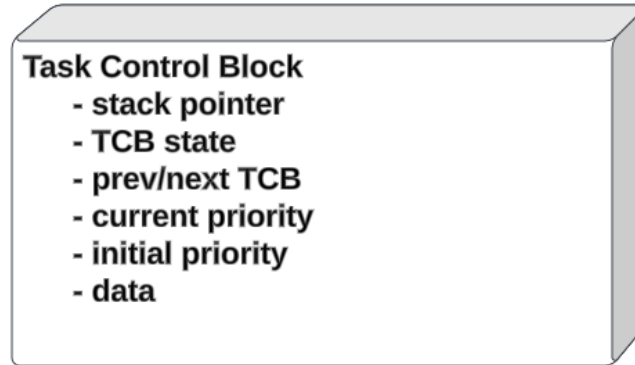 Task Control Block
- stack pointer
- TCB state
- prev/next TCB
- current priority
- initial priority
- data